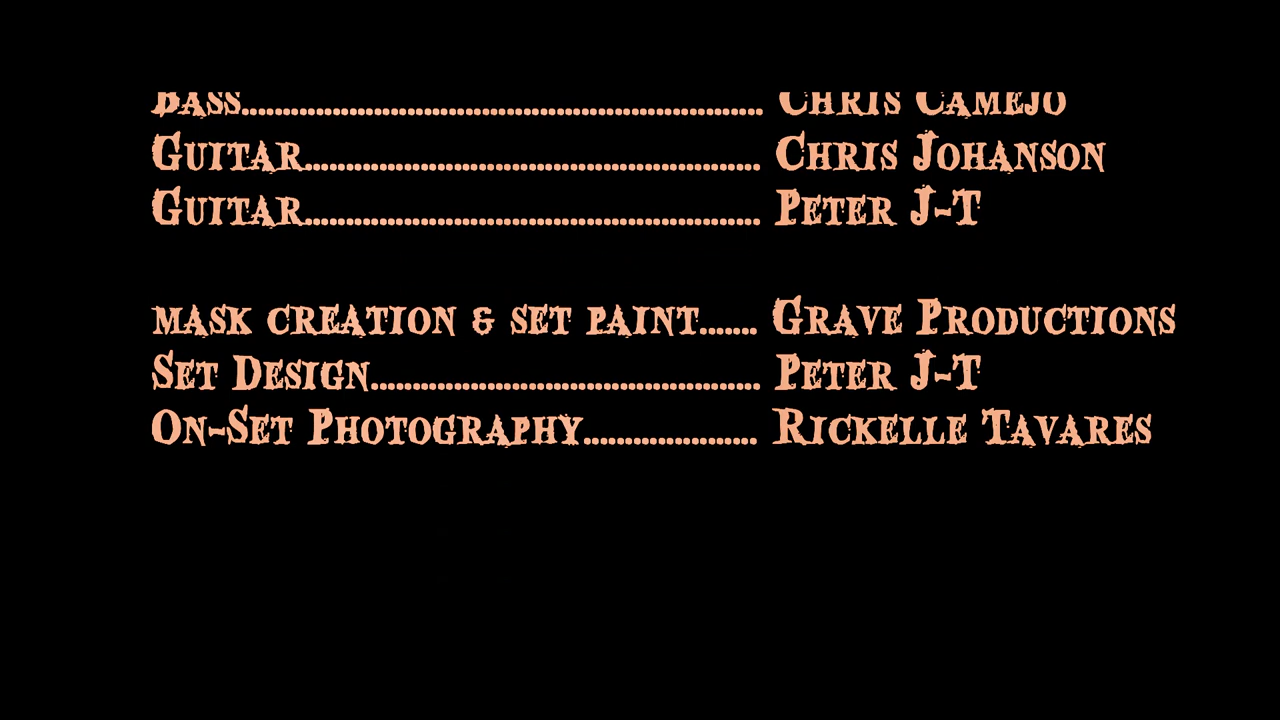 Bass............................................................... Chris Camejo
Guitar....................................................... Chris Johanson
Guitar....................................................... Peter J-T
mask creation & set paint....... Grave Productions
Set Design............................................... Peter J-T
On-Set Photography..................... Rickelle Tavares